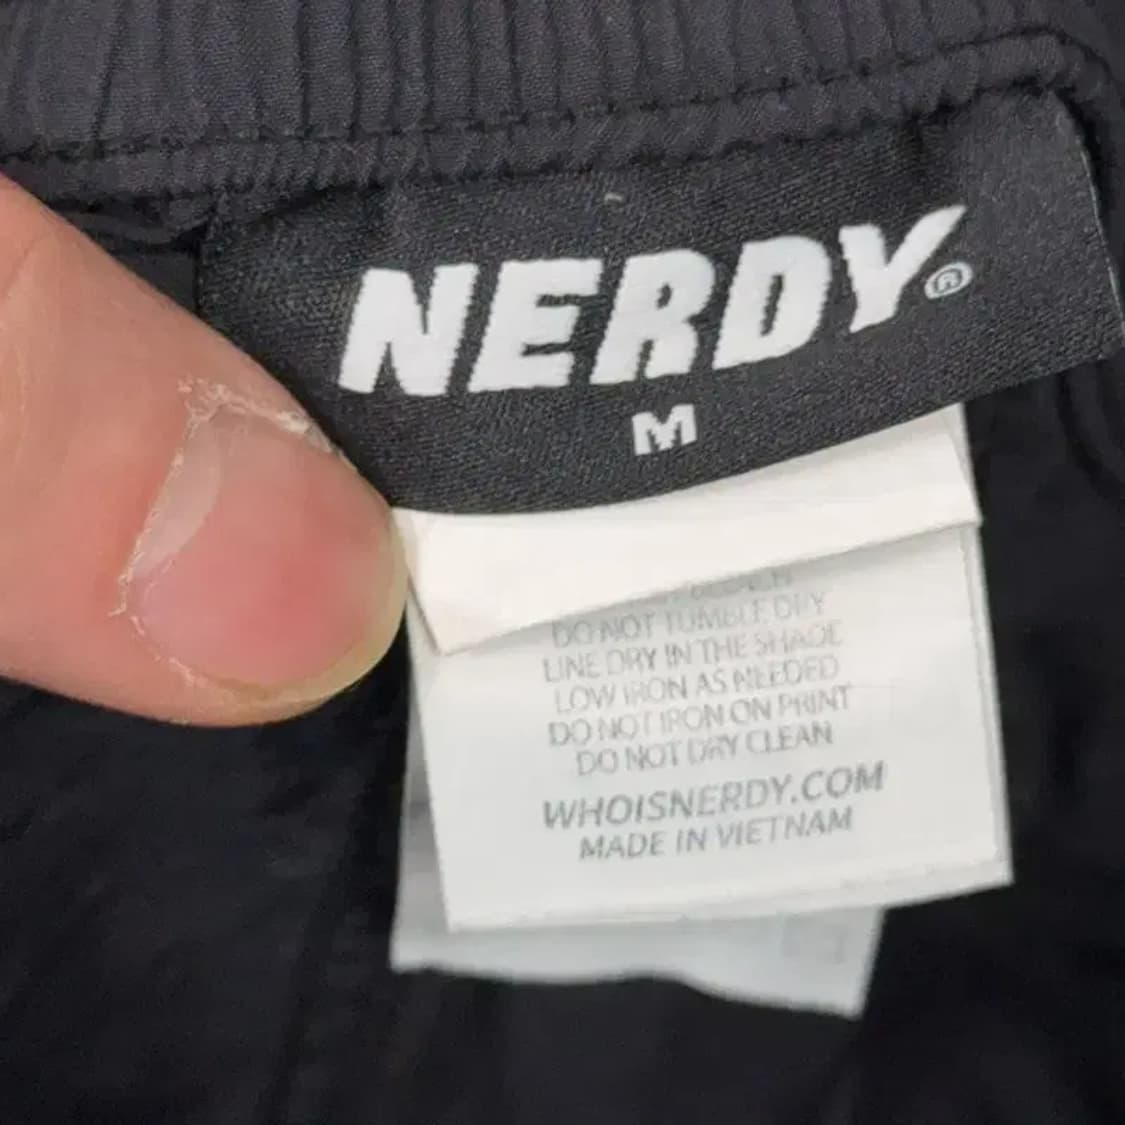 NERDY®
M
DO NOT TUMBLE DRY
LINE DRY IN THE SHADE
LOW IRON AS NEEDED
DO NOT IRON ON PRINT
DO NOT DRY CLEAN
WHOISNERDY.COM
MADE IN VIETNAM